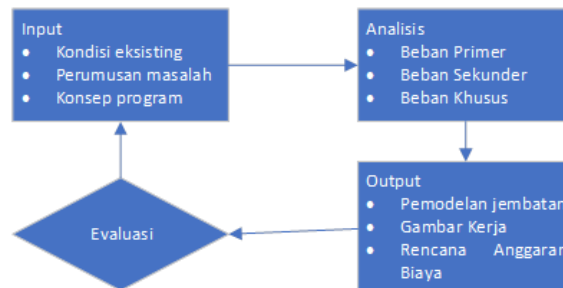 Input
• Kondisi eksisting
• Perumusan masalah
• Konsep program
Analisis
• Beban Primer
• Beban Sekunder
• Beban Khusus
Output
• Pemodelan jembatan
• Gambar Kerja
• Rencana Anggaran
Biaya
Evaluasi